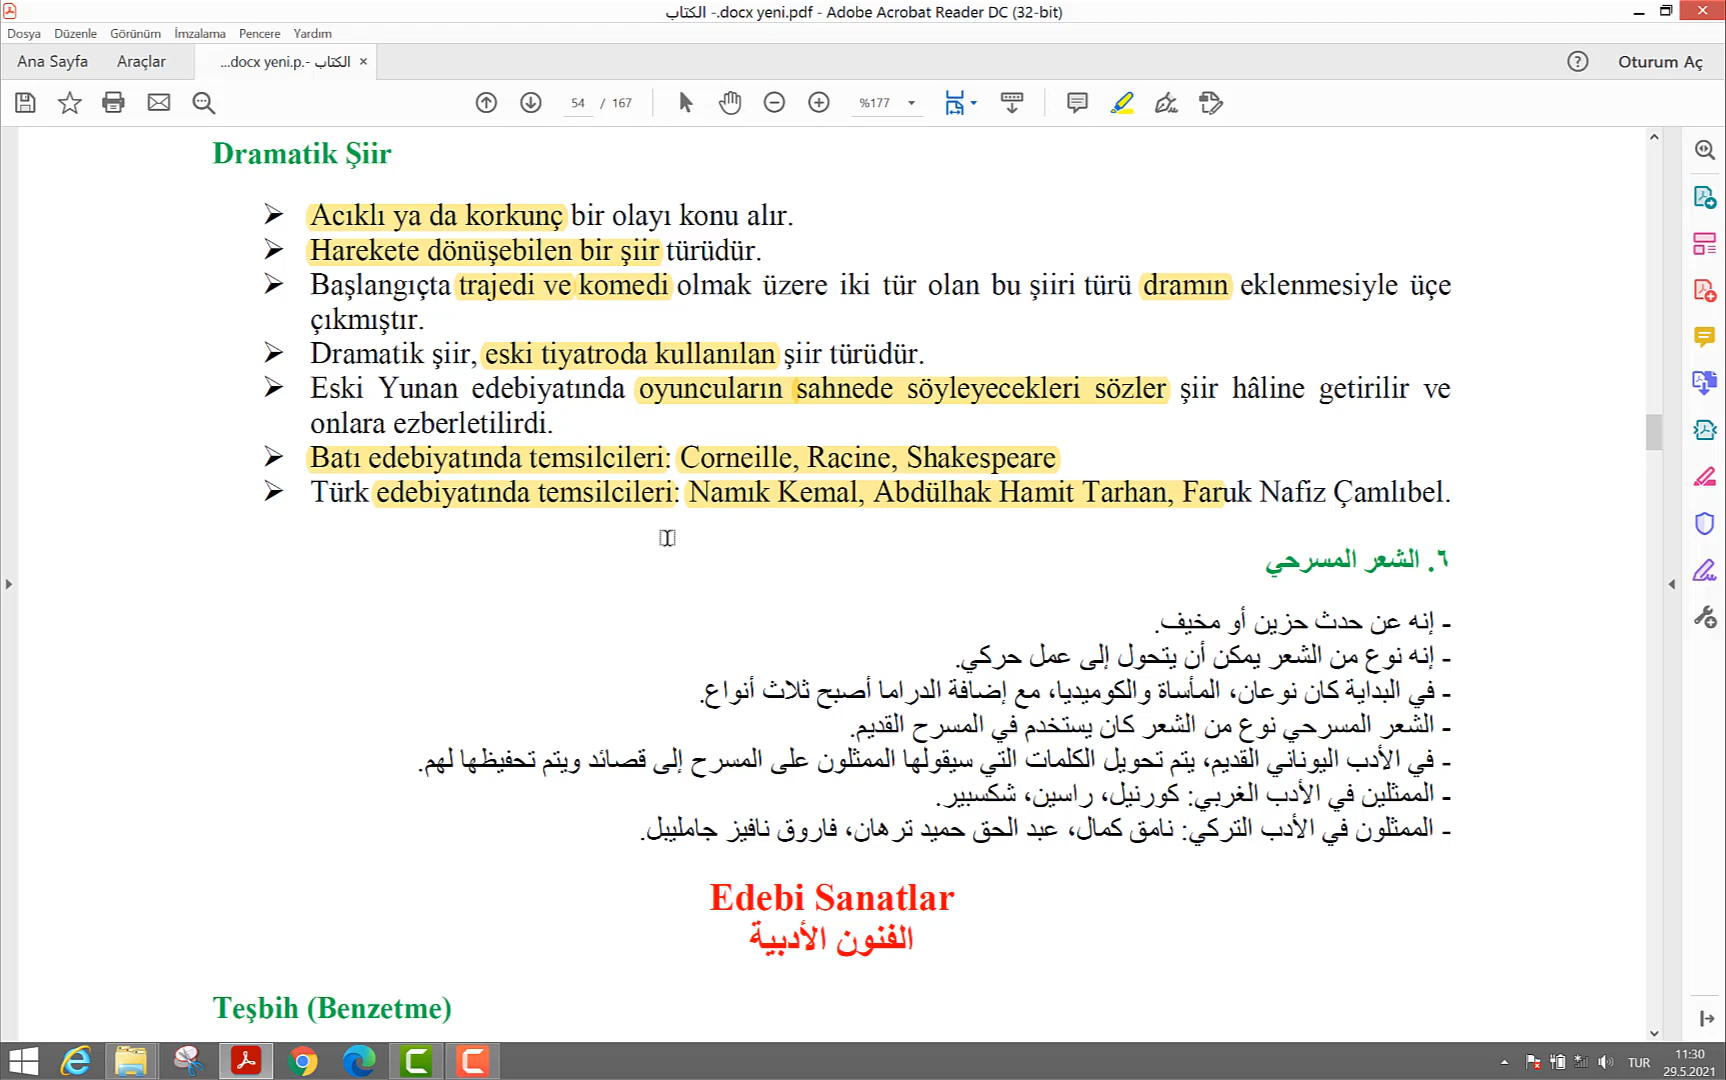 الكتاب -.docx yeni.pdf - Adobe Acrobat Reader DC (32-bit)
Dosya Düzenle Görünüm İmzalama Pencere Yardım
Ana Sayfa Araçlar الكتاب -.docx yeni.p... × Oturum Aç
54 / 167 %177
Dramatik Şiir
➢ Acıklı ya da korkunç bir olayı konu alır.
➢ Harekete dönüşebilen bir şiir türüdür.
➢ Başlangıçta trajedi ve komedi olmak üzere iki tür olan bu şiiri türü dramın eklenmesiyle üçe
çıkmıştır.
➢ Dramatik şiir, eski tiyatroda kullanılan şiir türüdür.
➢ Eski Yunan edebiyatında oyuncuların sahnede söyleyecekleri sözler şiir hâline getirilir ve
onlara ezberletilirdi.
➢ Batı edebiyatında temsilcileri: Corneille, Racine, Shakespeare
➢ Türk edebiyatında temsilcileri: Namık Kemal, Abdülhak Hamit Tarhan, Faruk Nafiz Çamlıbel.
٦. الشعر المسرحي
- إنه عن حدث حزين أو مخيف.
- إنه نوع من الشعر يمكن أن يتحول إلى عمل حركي.
- في البداية كان نوعان، المأساة والكوميديا، مع إضافة الدراما أصبح ثلاث أنواع.
- الشعر المسرحي نوع من الشعر كان يستخدم في المسرح القديم.
- في الأدب اليوناني القديم، يتم تحويل الكلمات التي سيقولها الممثلون على المسرح إلى قصائد ويتم تحفيظها لهم.
- الممثلين في الأدب الغربي: كورنيل، راسين، شكسبير.
- الممثلون في الأدب التركي: نامق كمال، عبد الحق حميد ترهان، فاروق نافيز جامليبل.
Edebi Sanatlar
الفنون الأدبية
Teşbih (Benzetme)
TUR 11:30
29.5.2021